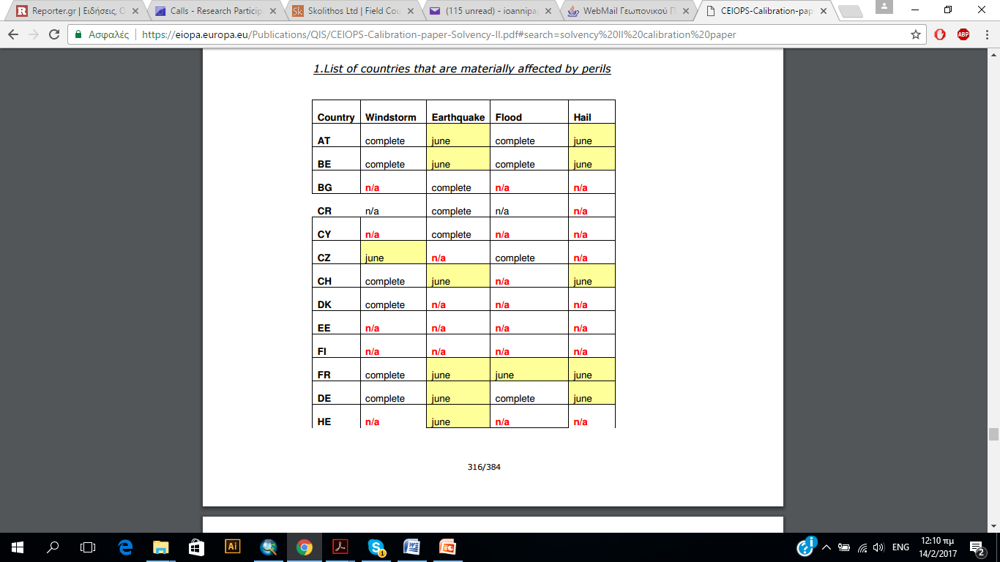 Reporter.gr | Ειδήσεις, Ο
Calls - Research Particip
Skolithos Ltd | Field Cou
(115 unread) - ioannipap
WebMail Γεωπονικού Π
CEIOPS-Calibration-pap
Ασφαλές | https://eiopa.europa.eu/Publications/QIS/CEIOPS-Calibration-paper-Solvency-II.pdf#search=solvency%20II%20calibration%20paper
ABP
1.List of countries that are materially affected by perils
Country Windstorm Earthquake Flood Hail
AT complete june complete june
BE complete june complete june
BG n/a complete n/a n/a
CR n/a complete n/a n/a
CY n/a complete n/a n/a
CZ june n/a complete n/a
CH complete june n/a june
DK complete n/a n/a n/a
EE n/a n/a n/a n/a
FI n/a n/a n/a n/a
FR complete june june june
DE complete june complete june
HE n/a june n/a n/a
316/384
ENG
12:10 πμ
14/2/2017